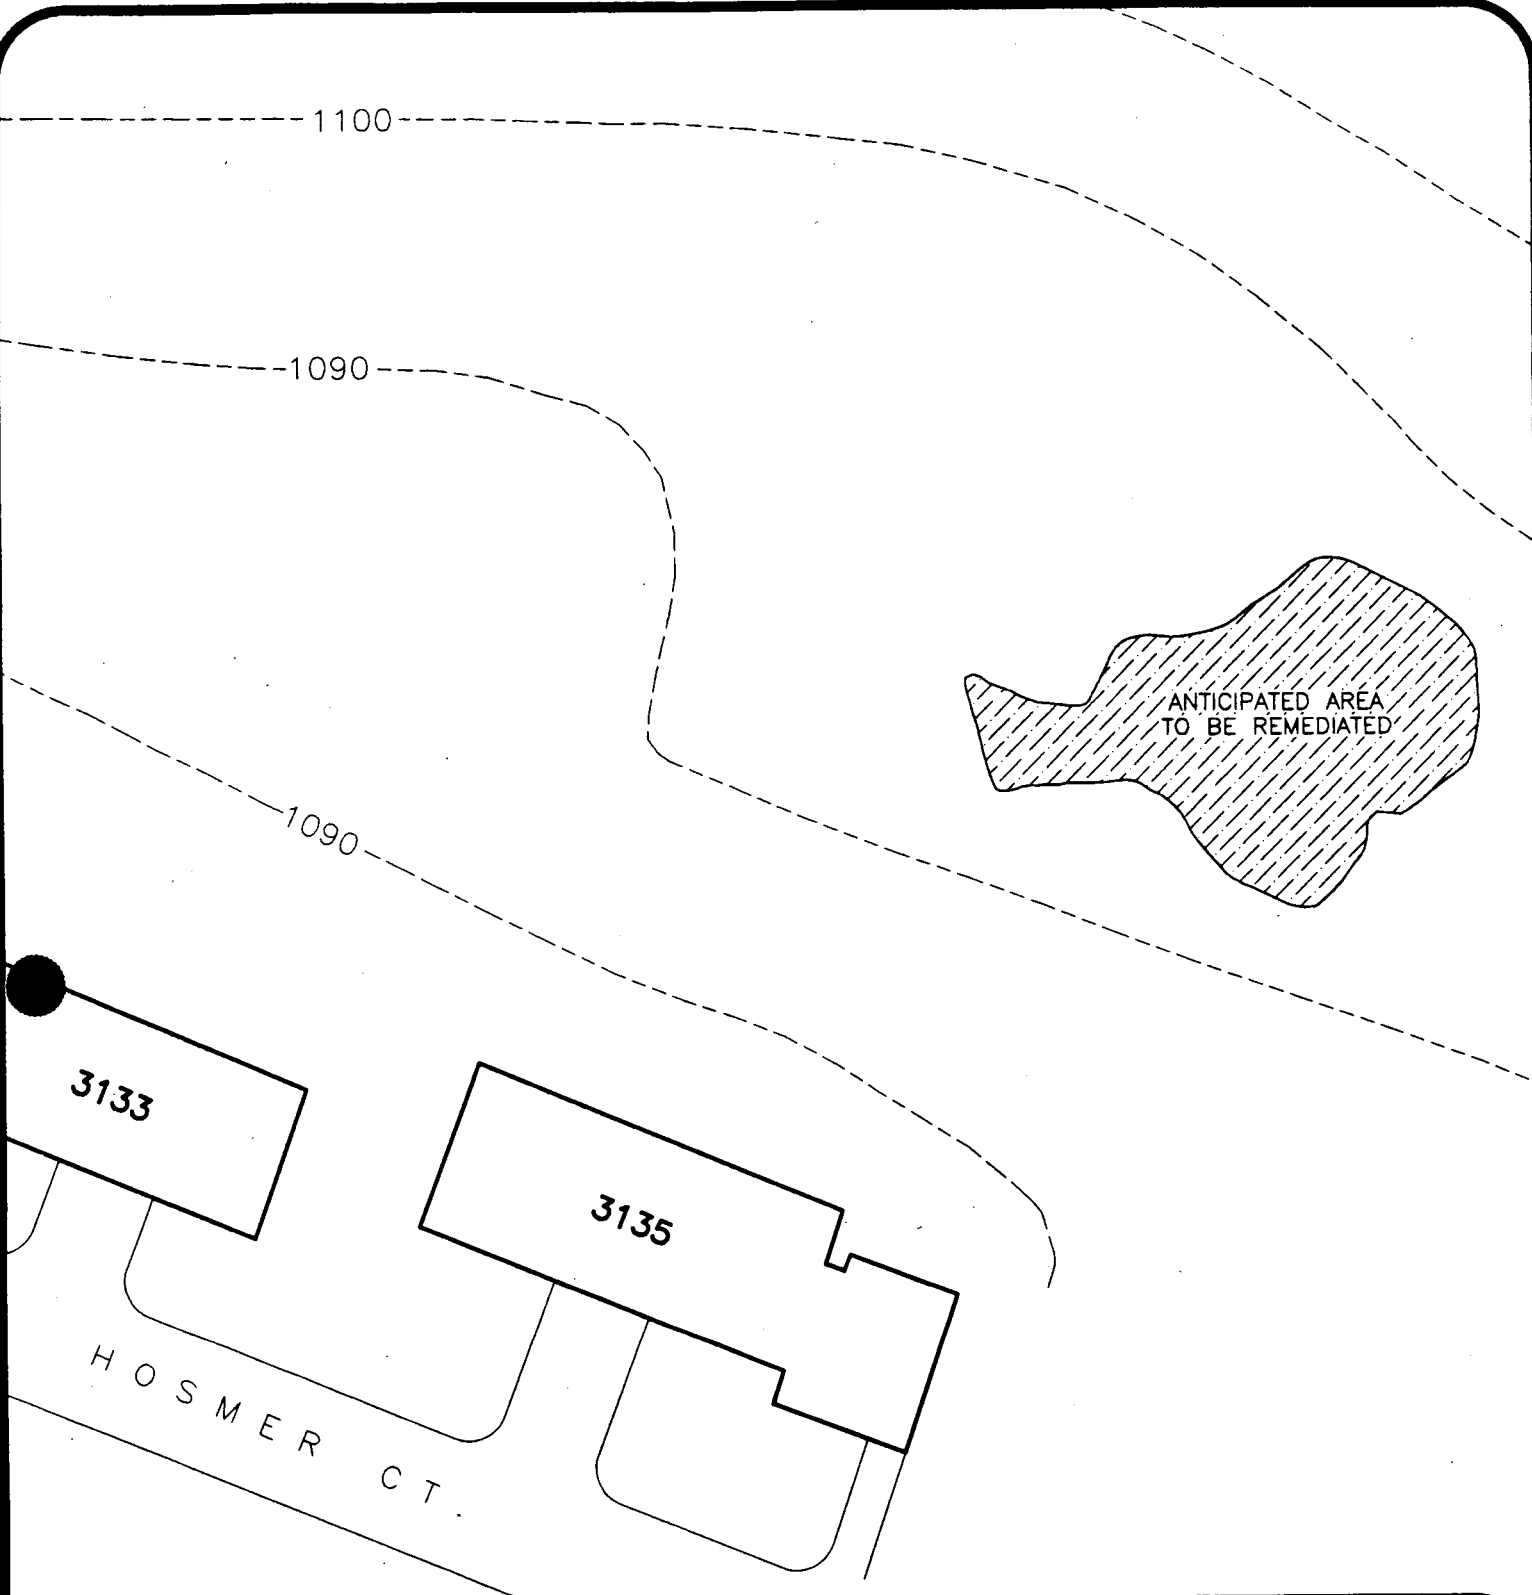 1100
1090
ANTICIPATED AREA
TO BE REMEDIATED
1090
3133
3135
HOSMER CT.